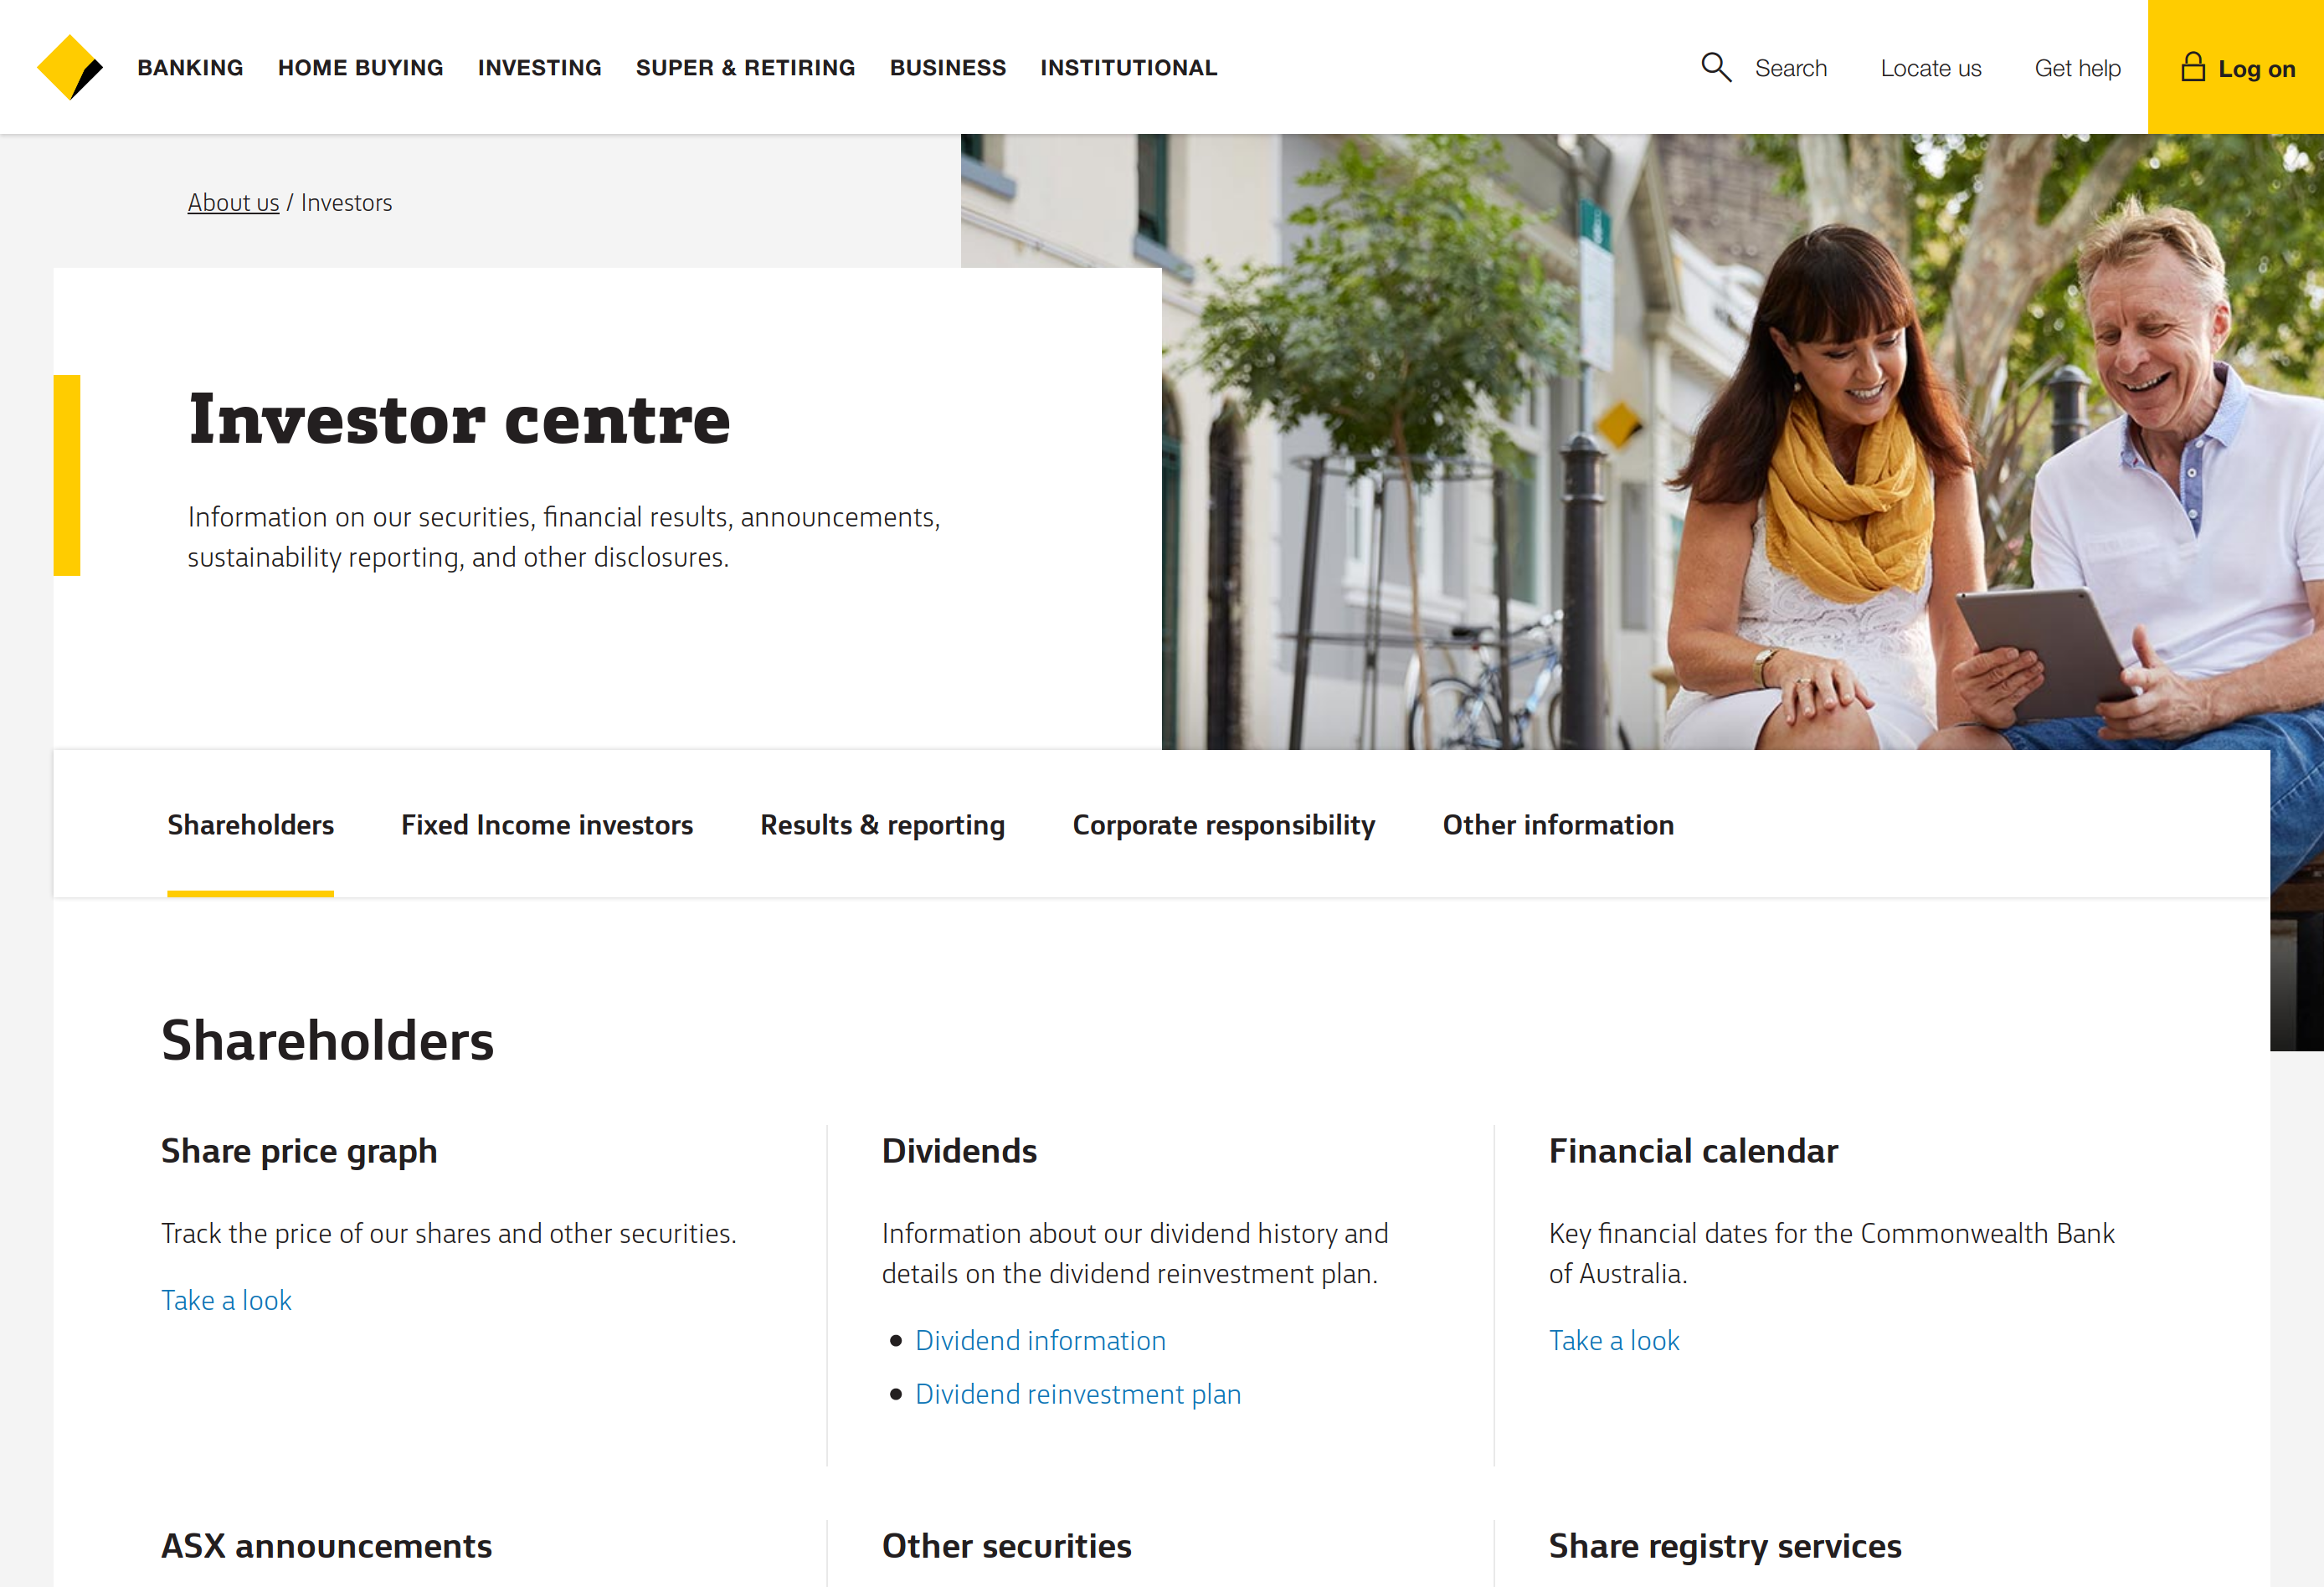 BANKING HOME BUYING INVESTING SUPER & RETIRING BUSINESS INSTITUTIONAL Search Locate us Get help Log on
About us / Investors
Investor centre
Information on our securities, financial results, announcements,
sustainability reporting, and other disclosures.
Shareholders Fixed Income investors Results & reporting Corporate responsibility Other information
Shareholders
Share price graph
Track the price of our shares and other securities.
Take a look
Dividends
Information about our dividend history and
details on the dividend reinvestment plan.
Dividend information
Dividend reinvestment plan
Financial calendar
Key financial dates for the Commonwealth Bank
of Australia.
Take a look
ASX announcements
Other securities
Share registry services